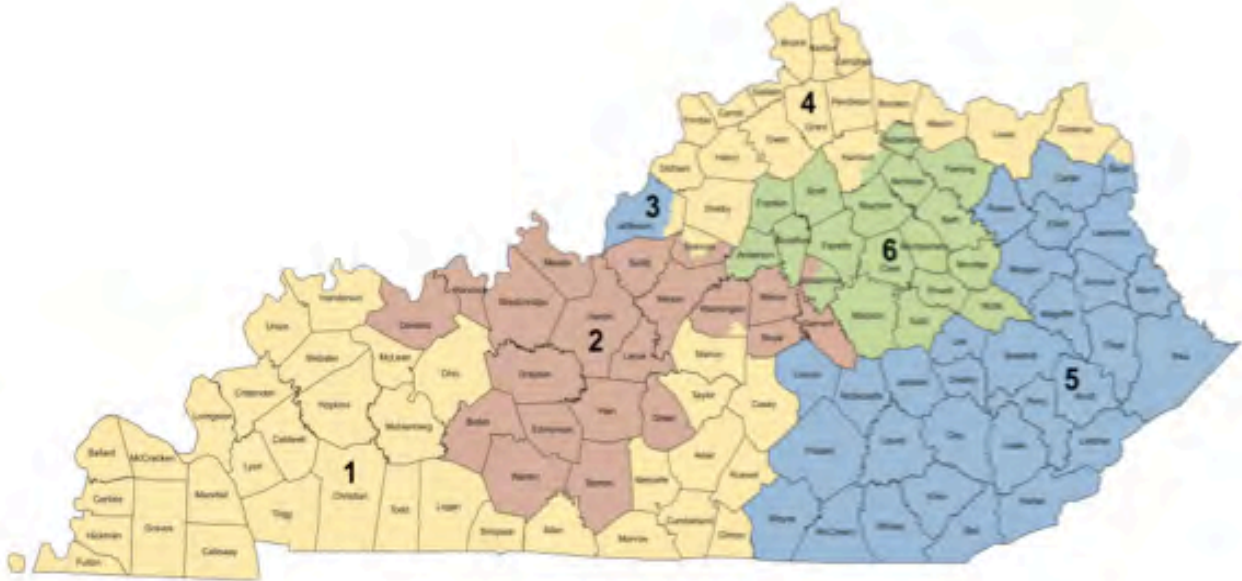 Boone
Kenton
Campbell
4
Carroll
Pendleton
Bracken
Mason
Lewis
Greenup
Grant
Owen
Henry
Trimble
Oldham
Harrison
Shelby
3
Jefferson
Spencer
Franklin
Scott
Fleming
Nicholas
Bourbon
Bath
Anderson
Woodford
Fayette
6
Montgomery
Clark
Menifee
Powell
Madison
Estill
Wolfe
Carter
Boyd
Rowan
Elliott
Lawrence
Morgan
Johnson
Martin
Magoffin
Floyd
Pike
Meade
Bullitt
Nelson
Washington
Mercer
Boyle
Garrard
Breckinridge
Hardin
2
Larue
Marion
Hancock
Daviess
Henderson
Union
Webster
McLean
Ohio
Grayson
Hart
Green
Taylor
Casey
Lincoln
Rockcastle
Jackson
Lee
Owsley
Breathitt
Perry
5
Knott
Letcher
Crittenden
Livingston
Hopkins
Muhlenberg
Butler
Edmonson
Adair
Russell
Pulaski
Laurel
Clay
Leslie
Harlan
Caldwell
Lyon
1
Christian
Warren
Barren
Metcalfe
Ballard
McCracken
Marshall
Trigg
Todd
Logan
Simpson
Allen
Monroe
Cumberland
Clinton
Wayne
McCreary
Whitley
Knox
Bell
Carlisle
Graves
Hickman
Calloway
Fulton